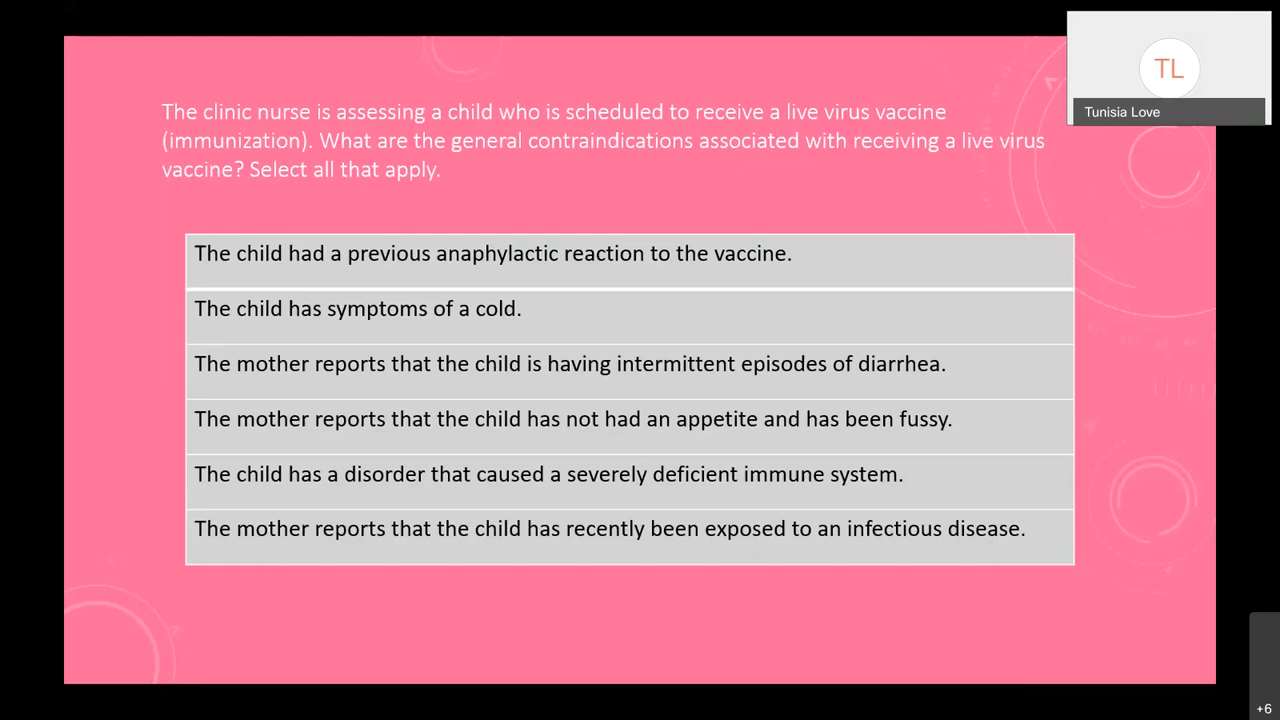 TL
Tunisia Love
The clinic nurse is assessing a child who is scheduled to receive a live virus vaccine
(immunization). What are the general contraindications associated with receiving a live virus
vaccine? Select all that apply.
The child had a previous anaphylactic reaction to the vaccine.
The child has symptoms of a cold.
The mother reports that the child is having intermittent episodes of diarrhea.
The mother reports that the child has not had an appetite and has been fussy.
The child has a disorder that caused a severely deficient immune system.
The mother reports that the child has recently been exposed to an infectious disease.
+6